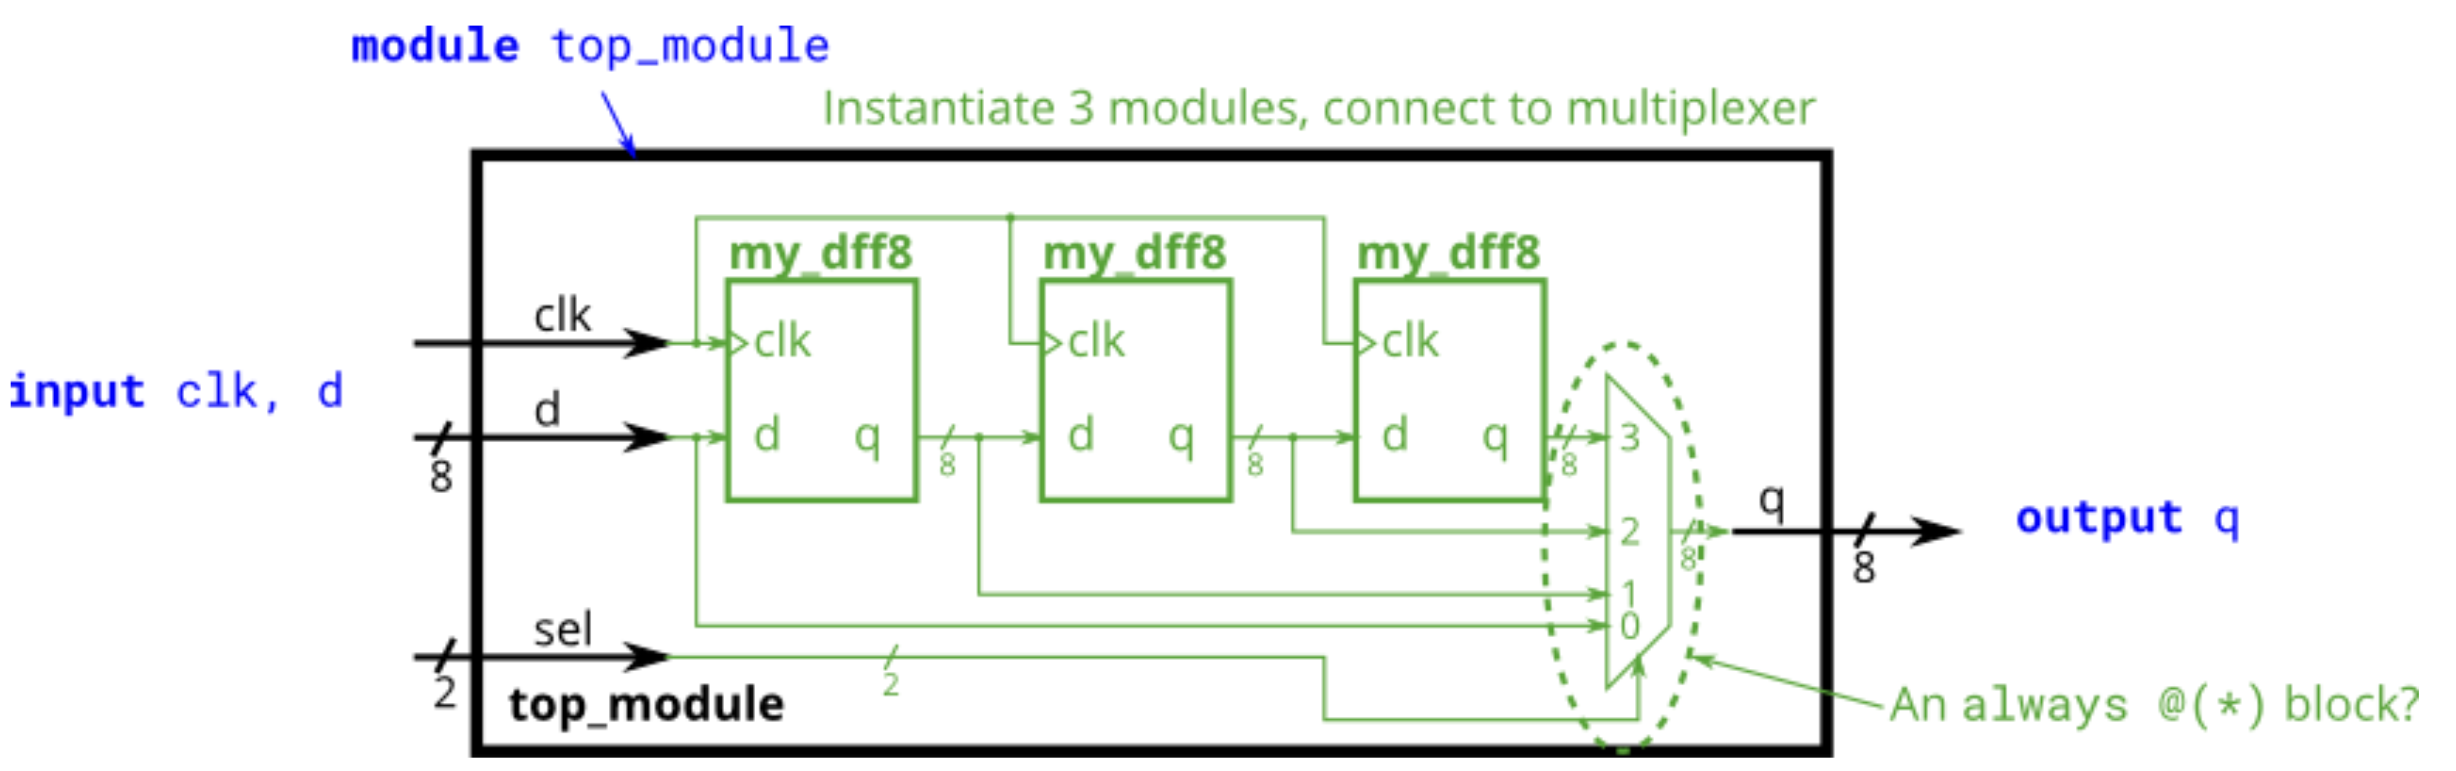 module top_module
Instantiate 3 modules, connect to multiplexer
my_dff8 my_dff8 my_dff8
clk clk clk clk
input clk, d
d d q d q d q 3
8 8 8 8
q
2 output q
8 8
1
sel 0
2 2
top_module An always @(*) block?